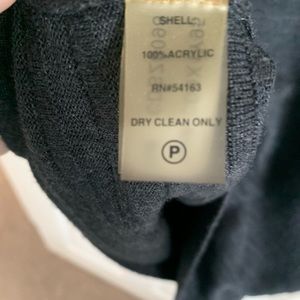 SHELL:
100% ACRYLIC
RN#54163
DRY CLEAN ONLY
P